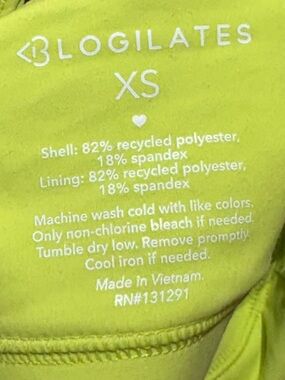 BLOGILATES
XS
Shell: 82% recycled polyester,
18% spandex
Lining: 82% recycled polyester,
18% spandex
Machine wash cold with like colors.
Only non-chlorine bleach if needed.
Tumble dry low. Remove promptly.
Cool iron if needed.
Made in Vietnam.
RN#131291